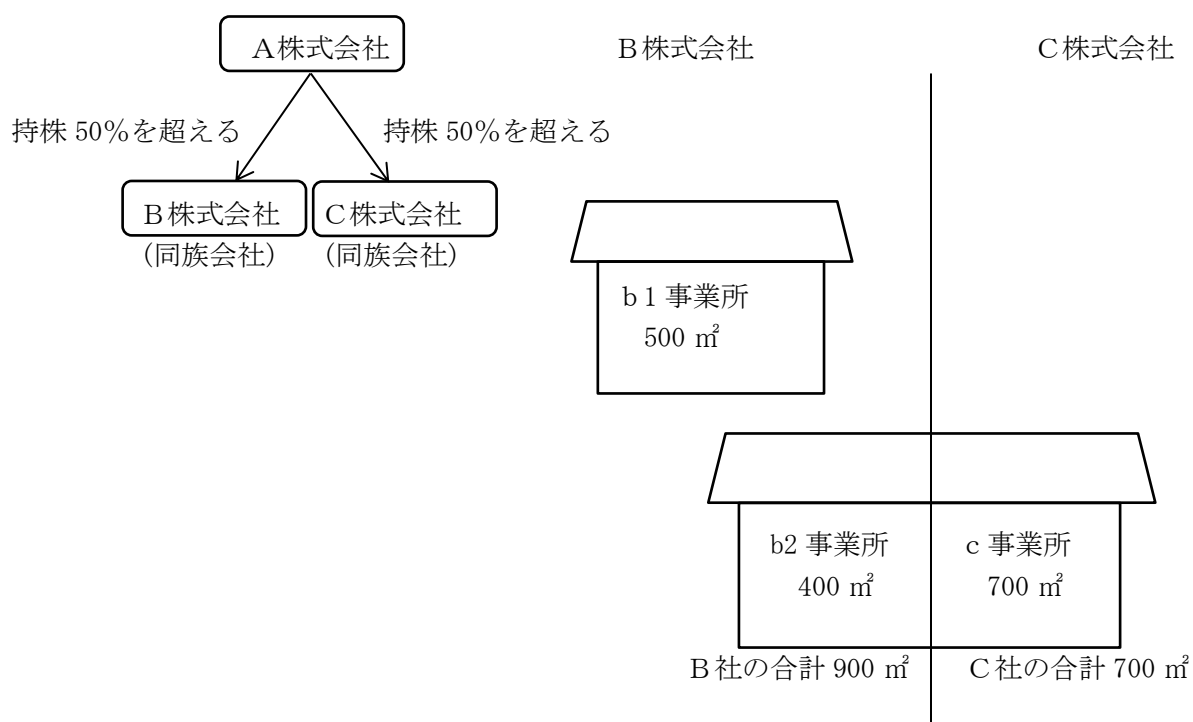 A株式会社
持株 50％を超える
持株 50％を超える
B株式会社
C株式会社
(同族会社)
(同族会社)
B株式会社
C株式会社
b 1 事業所
500 ㎡
b2 事業所
400 ㎡
c 事業所
700 ㎡
B社の合計 900 ㎡
C社の合計 700 ㎡